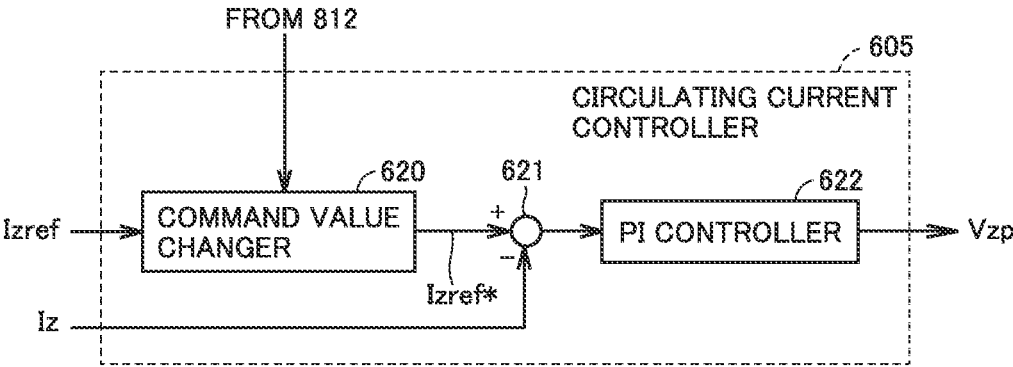 FROM 812
605
CIRCULATING CURRENT
CONTROLLER
620
621
622
Izref
COMMAND VALUE
CHANGER
+
−
PI CONTROLLER
Vzp
Izref*
Iz